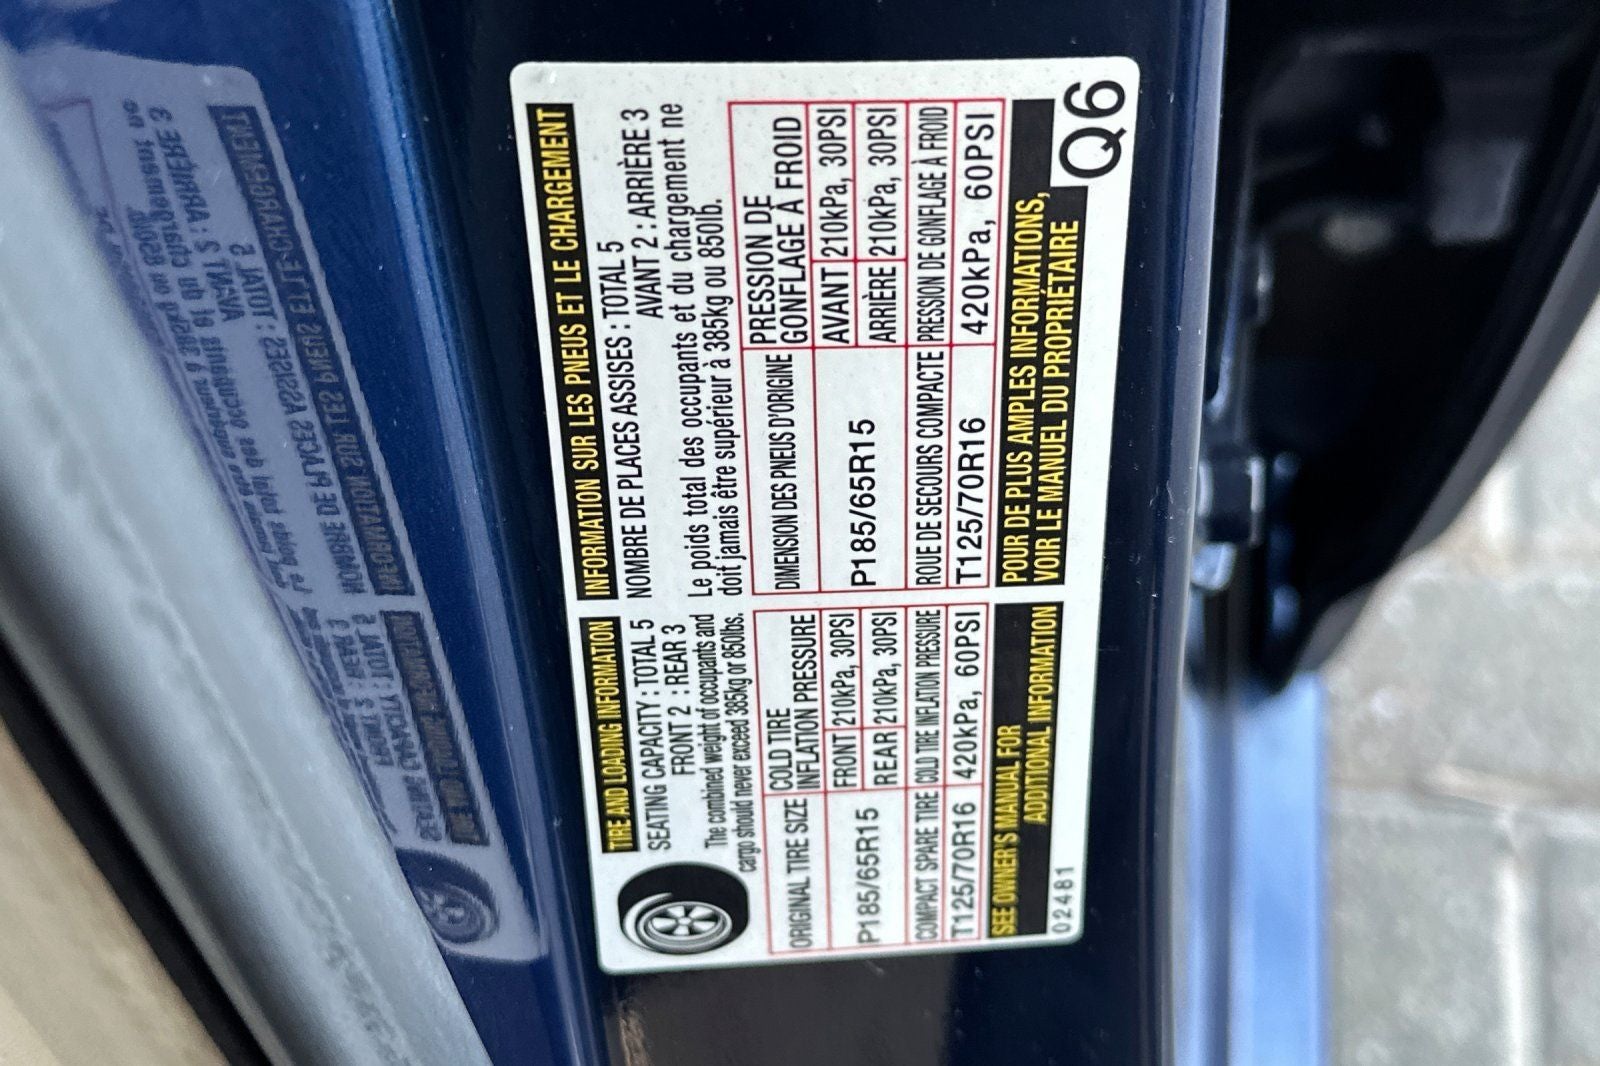 TIRE AND LOADING INFORMATION
SEATING CAPACITY : TOTAL 5
FRONT 2 : REAR 3
The combined weight of occupants and
cargo should never exceed 385kg or 850lbs.
ORIGINAL TIRE SIZE
COLD TIRE
INFLATION PRESSURE
P185/65R15
FRONT 210kPa, 30PSI
REAR 210kPa, 30PSI
COMPACT SPARE TIRE COLD TIRE INFLATION PRESSURE
T125/70R16 420kPa, 60PSI
SEE OWNER'S MANUAL FOR
ADDITIONAL INFORMATION
02481
INFORMATION SUR LES PNEUS ET LE CHARGEMENT
NOMBRE DE PLACES ASSISES : TOTAL 5
AVANT 2 : ARRIÈRE 3
Le poids total des occupants et du chargement ne
doit jamais être supérieur à 385kg ou 850lb.
DIMENSION DES PNEUS D'ORIGINE
PRESSION DE
GONFLAGE À FROID
P185/65R15
AVANT 210kPa, 30PSI
ARRIÈRE 210kPa, 30PSI
ROUE DE SECOURS COMPACTE PRESSION DE GONFLAGE À FROID
T125/70R16 420kPa, 60PSI
POUR DE PLUS AMPLES INFORMATIONS,
VOIR LE MANUEL DU PROPRIÉTAIRE
Q6